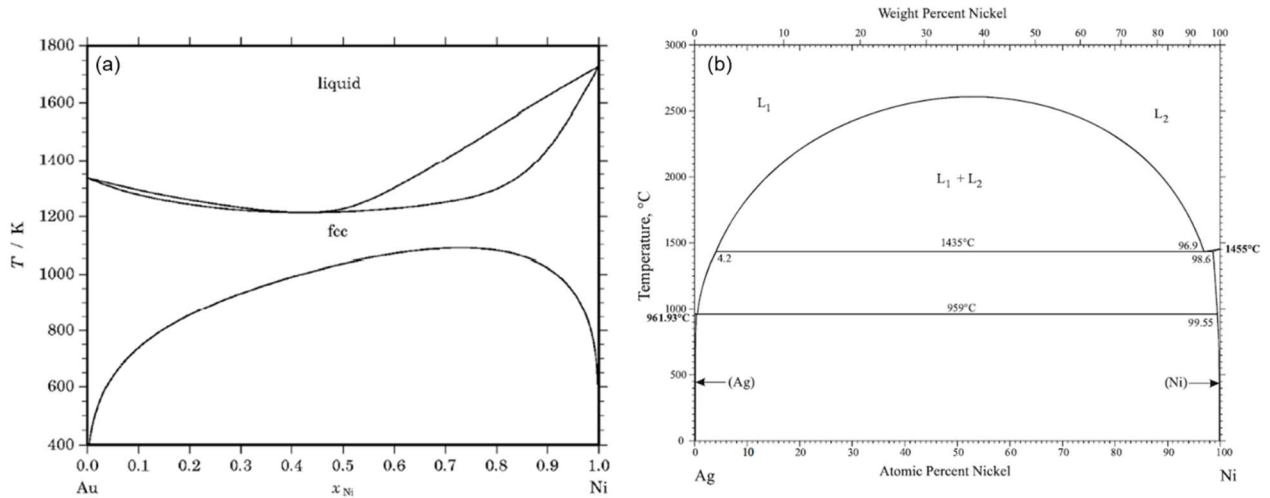 (a)
liquid
fcc
T / K
1800
1600
1400
1200
1000
800
600
400
0.0 0.1 0.2 0.3 0.4 0.5 0.6 0.7 0.8 0.9 1.0
Au x Ni Ni
Weight Percent Nickel
0 10 20 30 40 50 60 70 80 90 100
(b)
L1
L2
L1 + L2
1435°C
4.2
96.9
98.6
1455°C
959°C
961.93°C
99.55
(Ag)
(Ni)
Temperature, °C
3000
2500
2000
1500
1000
500
0
0 10 20 30 40 50 60 70 80 90 100
Ag Atomic Percent Nickel Ni